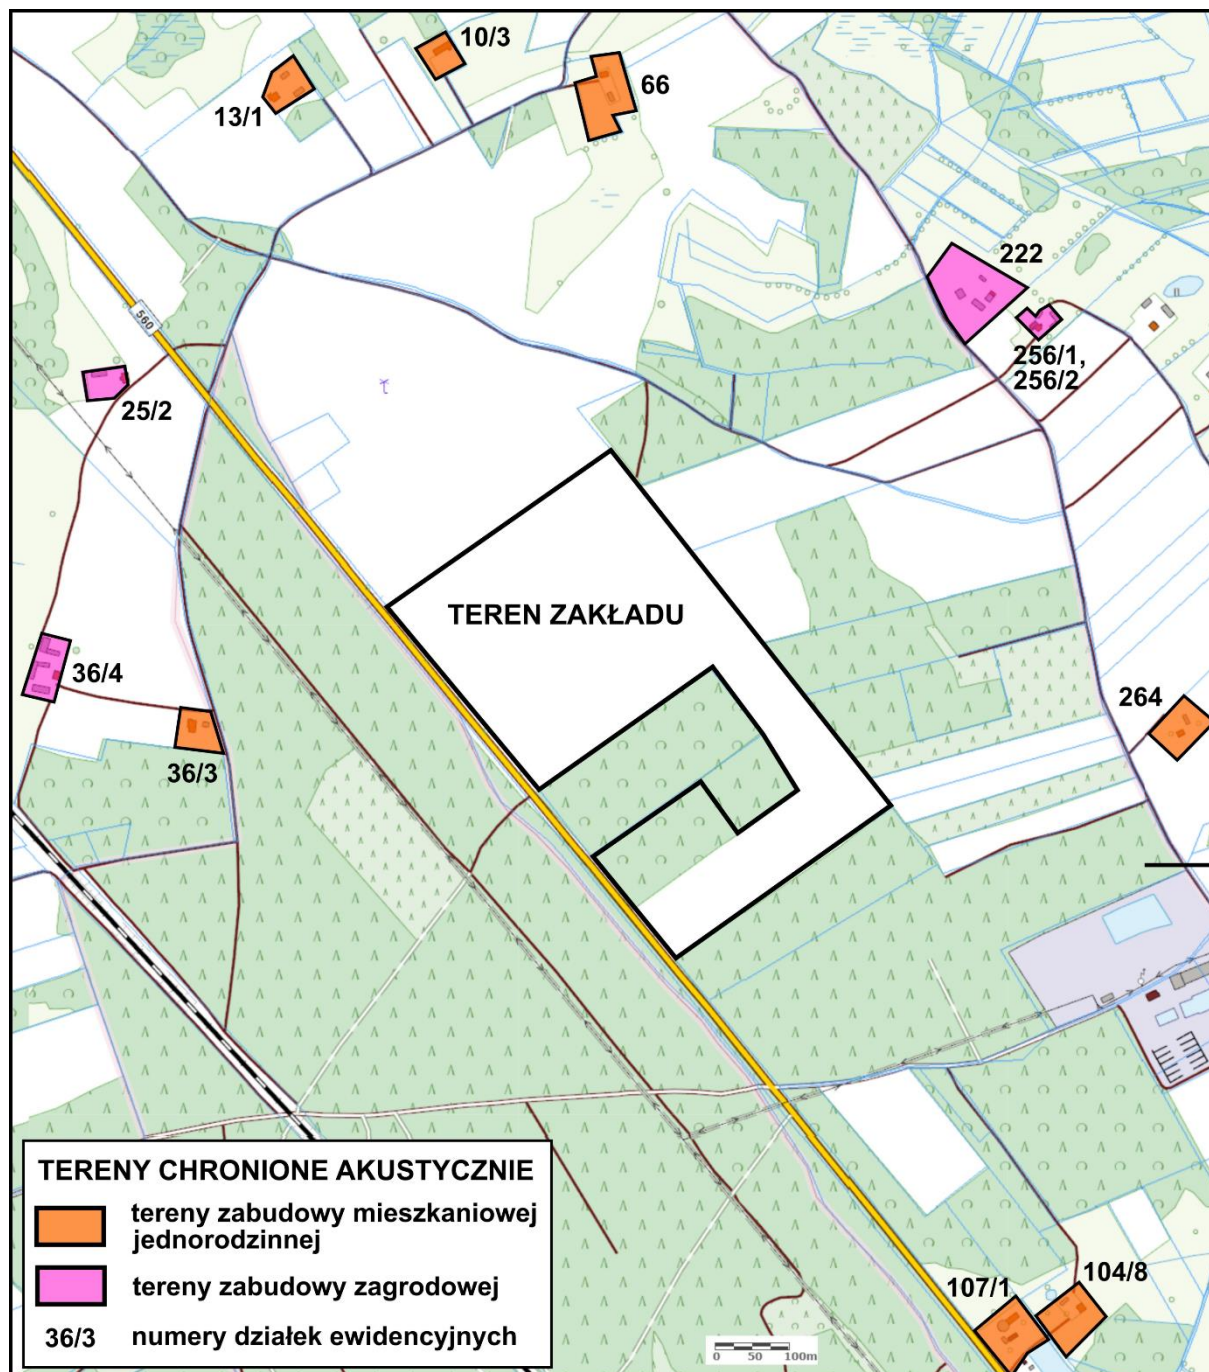 10/3
13/1
66
222
560
256/1,
256/2
25/2
TEREN ZAKŁADU
36/4
264
36/3
TERENY CHRONIONE AKUSTYCZNIE
tereny zabudowy mieszkaniowej
jednorodzinnej
tereny zabudowy zagrodowej
36/3 numery działek ewidencyjnych
107/1
104/8
0 50 100m